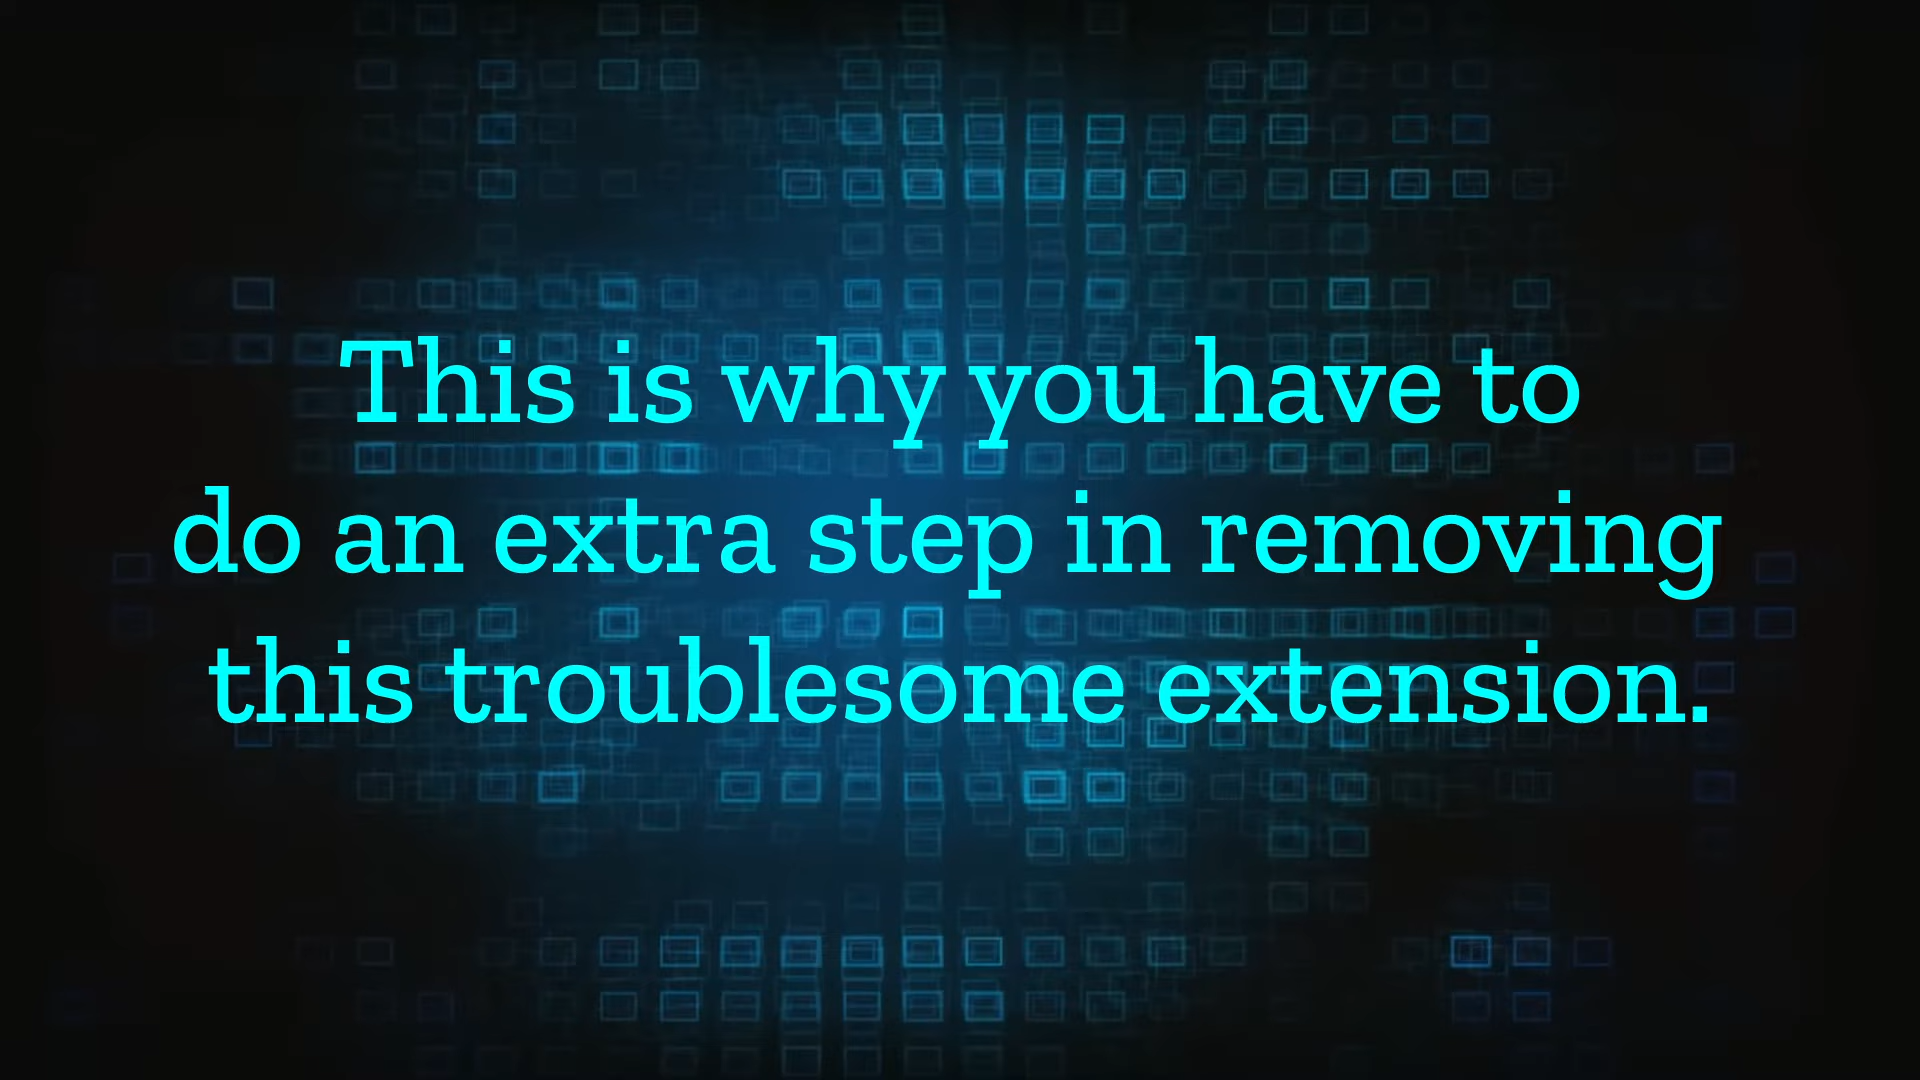 This is why you have to
do an extra step in removing
this troublesome extension.